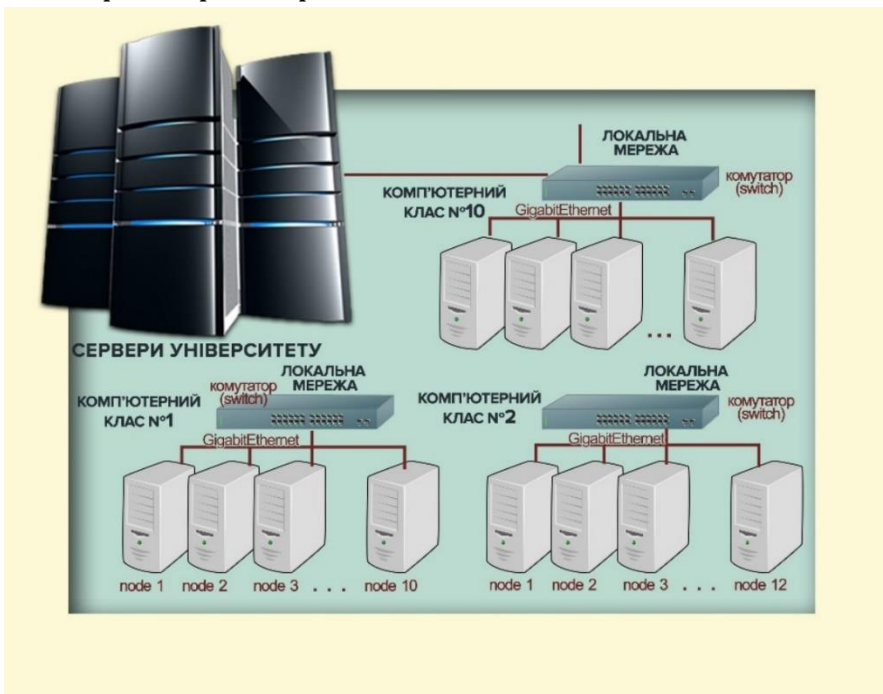 ЛОКАЛЬНА
МЕРЕЖА
комутатор
(switch)
КОМП'ЮТЕРНИЙ
КЛАС №10
GigabitEthernet
...
СЕРВЕРИ УНІВЕРСИТЕТУ
ЛОКАЛЬНА
МЕРЕЖА
комутатор
(switch)
КОМП'ЮТЕРНИЙ
КЛАС №1
GigabitEthernet
node 1 node 2 node 3 . . . node 10
ЛОКАЛЬНА
МЕРЕЖА
КОМП'ЮТЕРНИЙ
КЛАС №2
комутатор
(switch)
GigabitEthernet
node 1 node 2 node 3 . . . node 12